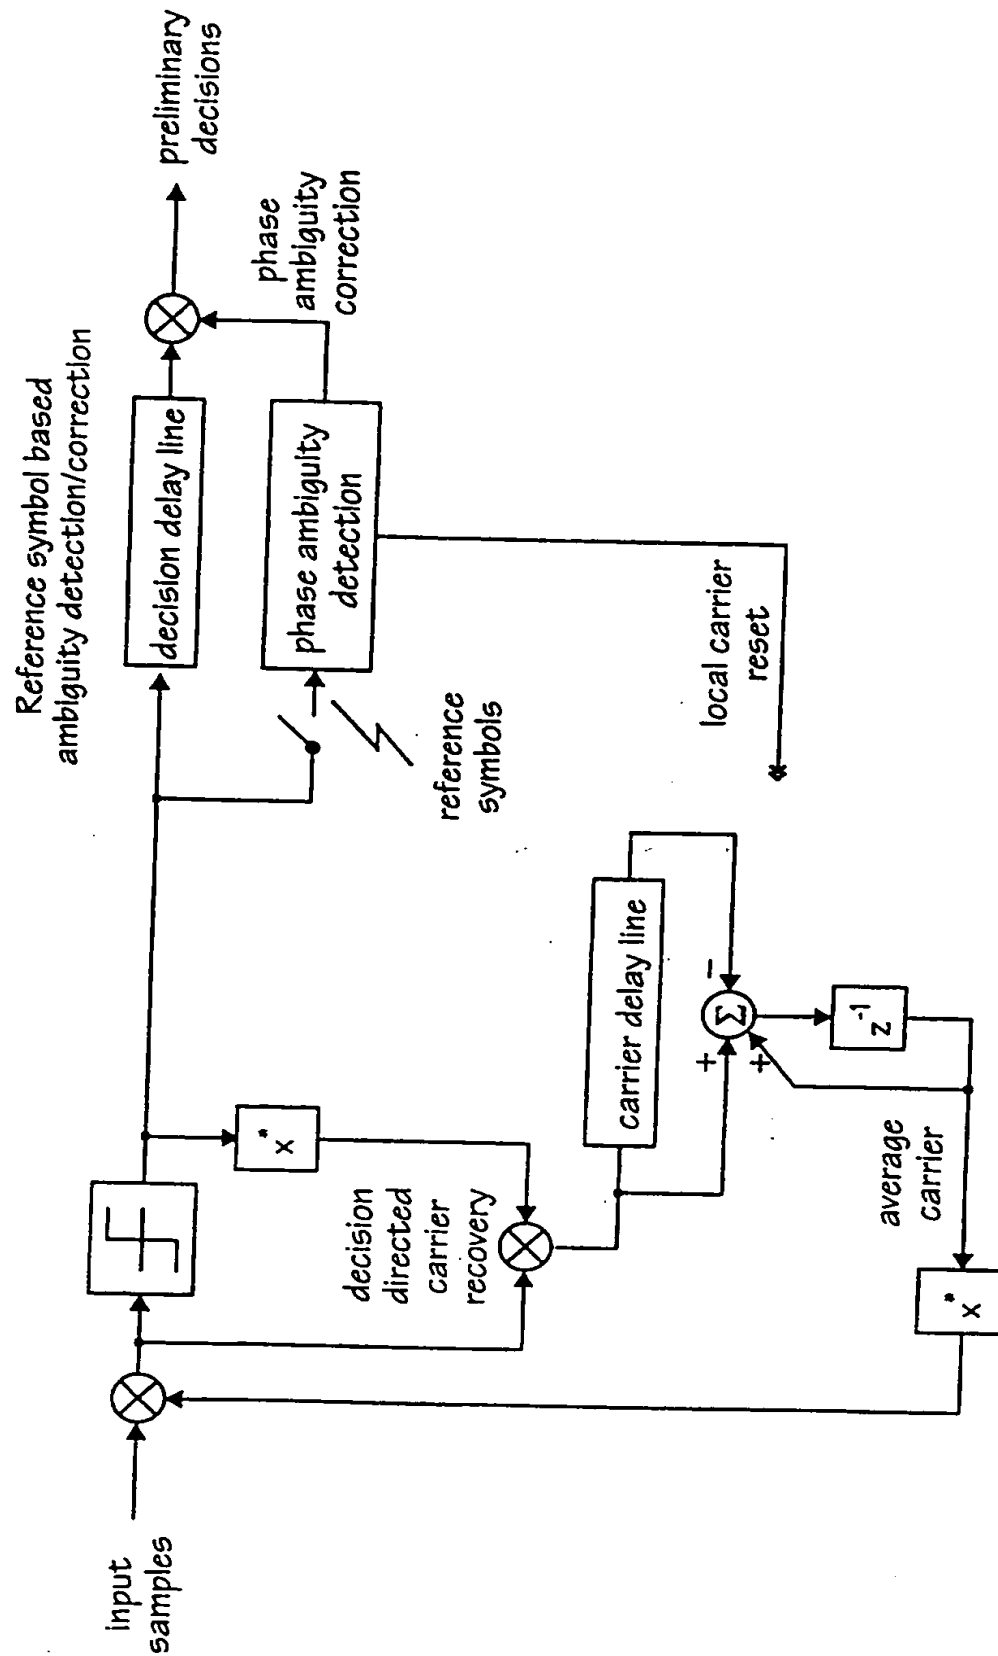 Reference symbol based
ambiguity detection/correction
input
samples
decision delay line
preliminary
decisions
x*
phase ambiguity
detection
phase
ambiguity
correction
decision
directed
carrier
recovery
reference
symbols
carrier delay line
local carrier
reset
+
+
−
Σ
z⁻¹
average
carrier
x*